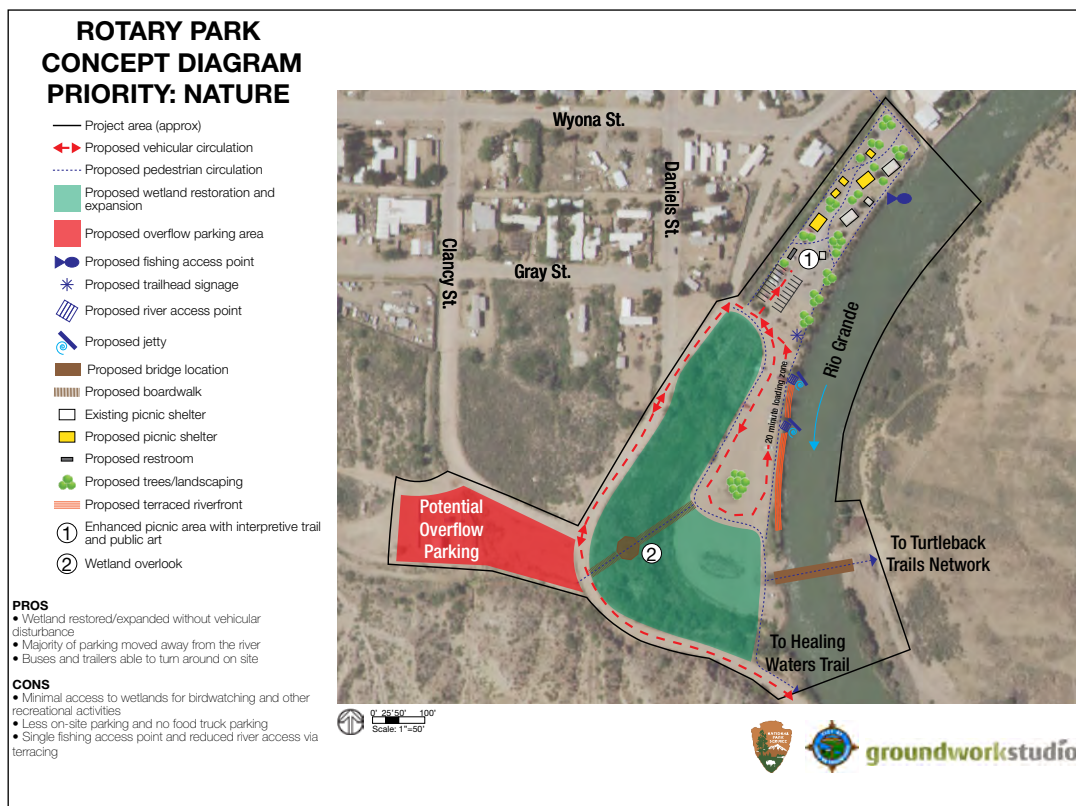 ROTARY PARK
CONCEPT DIAGRAM
PRIORITY: NATURE
Project area (approx)
Proposed vehicular circulation
Proposed pedestrian circulation
Proposed wetland restoration and
expansion
Proposed overflow parking area
Proposed fishing access point
Proposed trailhead signage
Proposed river access point
Proposed jetty
Proposed bridge location
Proposed boardwalk
Existing picnic shelter
Proposed picnic shelter
Proposed restroom
Proposed trees/landscaping
Proposed terraced riverfront
1 Enhanced picnic area with interpretive trail
and public art
2 Wetland overlook
PROS
• Wetland restored/expanded without vehicular
disturbance
• Majority of parking moved away from the river
• Buses and trailers able to turn around on site
CONS
• Minimal access to wetlands for birdwatching and other
recreational activities
• Less on-site parking and no food truck parking
• Single fishing access point and reduced river access via
terracing
Wyona St.
Daniels St.
Clancy St.
Gray St.
1
Rio Grande
20 minute loading zone
Potential
Overflow
Parking
2
To Turtleback
Trails Network
To Healing
Waters Trail
0' 25'50' 100'
Scale: 1"=50'
NATIONAL
PARK
SERVICE
groundworkstudio